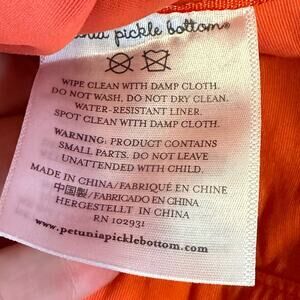 pickle bottom®
WIPE CLEAN WITH DAMP CLOTH.
DO NOT WASH, DO NOT DRY CLEAN.
WATER-RESISTANT LINER.
SPOT CLEAN WITH DAMP CLOTH.
WARNING: PRODUCT CONTAINS
SMALL PARTS. DO NOT LEAVE
UNATTENDED WITH CHILD.
MADE IN CHINA/FABRIQUÉ EN CHINE
中国製/FABRICADO EN CHINA
HERGESTELLT IN CHINA
RN 102931
www.petuniapicklebottom.com